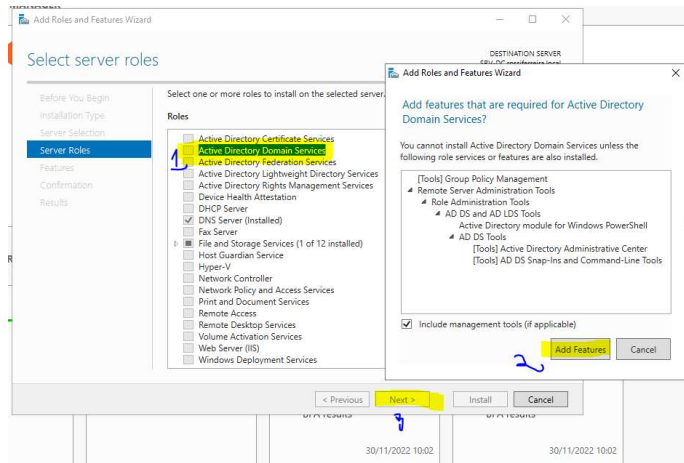 Add Roles and Features Wizard
Select server roles
DESTINATION SERVER
Before You Begin
Installation Type
Server Selection
Server Roles
Features
Confirmation
Results
Select one or more roles to install on the selected server.
Roles
1
Active Directory Certificate Services
Active Directory Domain Services
Active Directory Federation Services
Active Directory Lightweight Directory Services
Active Directory Rights Management Services
Device Health Attestation
DHCP Server
DNS Server (Installed)
Fax Server
File and Storage Services (1 of 12 installed)
Host Guardian Service
Hyper-V
Network Controller
Network Policy and Access Services
Print and Document Services
Remote Access
Remote Desktop Services
Volume Activation Services
Web Server (IIS)
Windows Deployment Services
< Previous
Next >
Install
Cancel
Add Roles and Features Wizard
Add features that are required for Active Directory
Domain Services?
You cannot install Active Directory Domain Services unless the
following role services or features are also installed.
[Tools] Group Policy Management
Remote Server Administration Tools
Role Administration Tools
AD DS and AD LDS Tools
Active Directory module for Windows PowerShell
AD DS Tools
[Tools] Active Directory Administrative Center
[Tools] AD DS Snap-Ins and Command-Line Tools
Include management tools (if applicable)
Add Features
Cancel
2
BPA results
BPA results
30/11/2022 10:02
30/11/2022 10:02